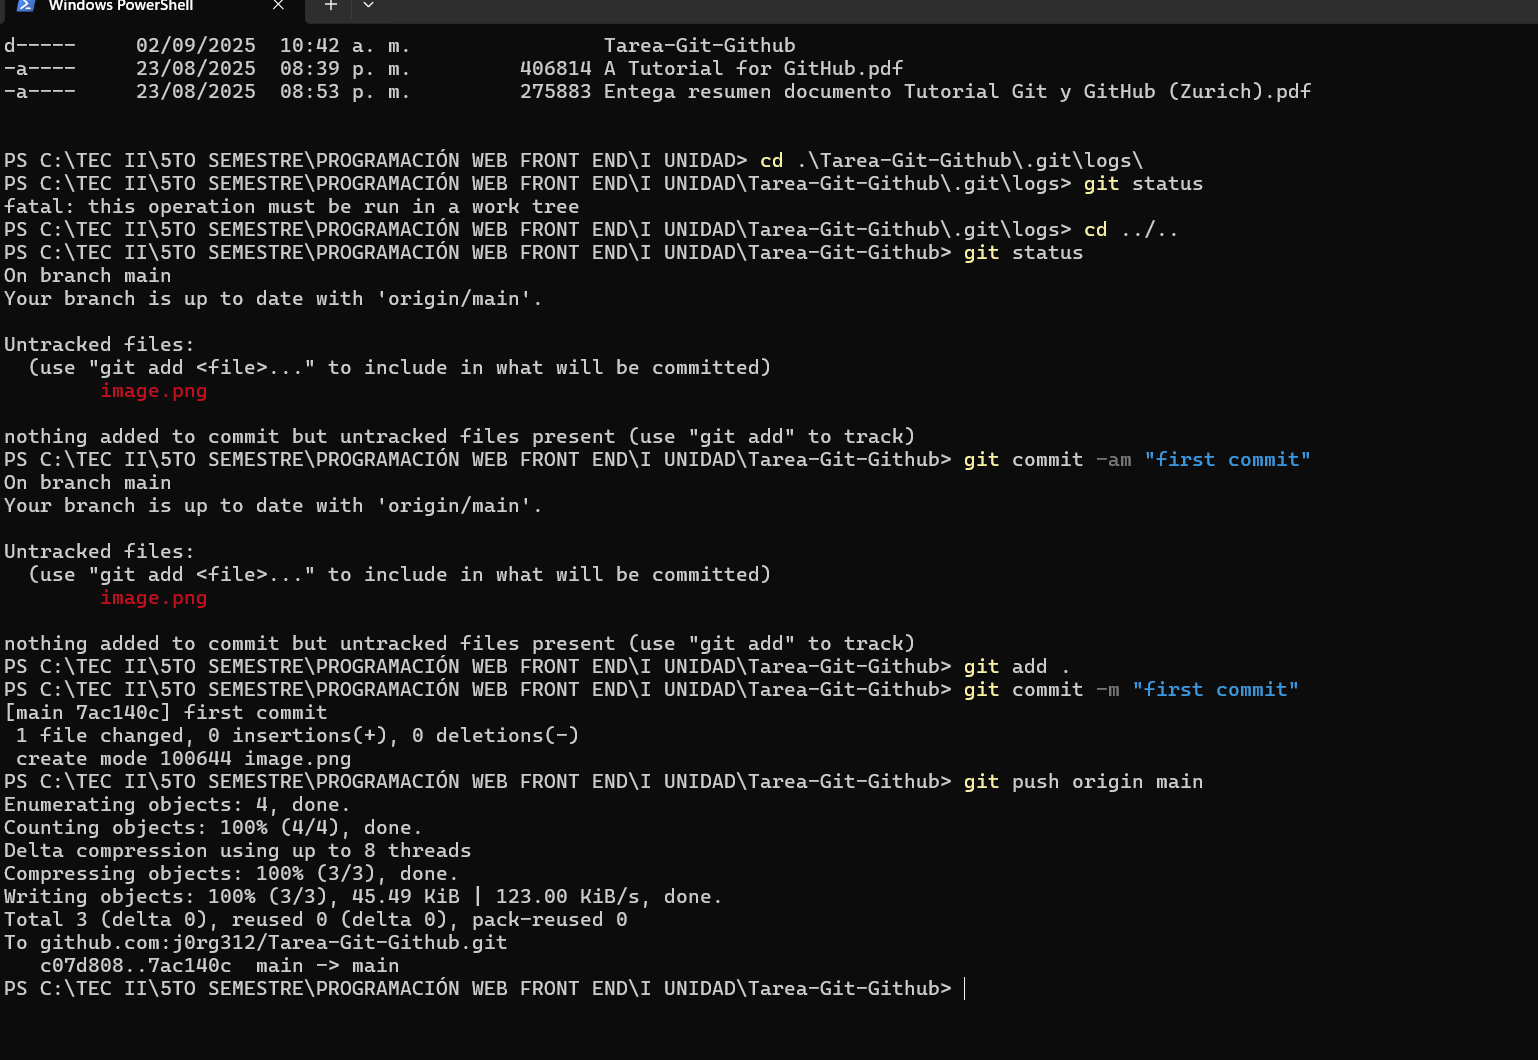 Windows PowerShell
d-----     02/09/2025  10:42 a. m.                Tarea-Git-Github
-a----     23/08/2025  08:39 p. m.         406814 A Tutorial for GitHub.pdf
-a----     23/08/2025  08:53 p. m.         275883 Entega resumen documento Tutorial Git y GitHub (Zurich).pdf
PS C:\TEC II\5TO SEMESTRE\PROGRAMACIÓN WEB FRONT END\I UNIDAD> cd .\Tarea-Git-Github\.git\logs\
PS C:\TEC II\5TO SEMESTRE\PROGRAMACIÓN WEB FRONT END\I UNIDAD\Tarea-Git-Github\.git\logs> git status
fatal: this operation must be run in a work tree
PS C:\TEC II\5TO SEMESTRE\PROGRAMACIÓN WEB FRONT END\I UNIDAD\Tarea-Git-Github\.git\logs> cd ../..
PS C:\TEC II\5TO SEMESTRE\PROGRAMACIÓN WEB FRONT END\I UNIDAD\Tarea-Git-Github> git status
On branch main
Your branch is up to date with 'origin/main'.
Untracked files:
  (use "git add <file>..." to include in what will be committed)
        image.png
nothing added to commit but untracked files present (use "git add" to track)
PS C:\TEC II\5TO SEMESTRE\PROGRAMACIÓN WEB FRONT END\I UNIDAD\Tarea-Git-Github> git commit -am "first commit"
On branch main
Your branch is up to date with 'origin/main'.
Untracked files:
  (use "git add <file>..." to include in what will be committed)
        image.png
nothing added to commit but untracked files present (use "git add" to track)
PS C:\TEC II\5TO SEMESTRE\PROGRAMACIÓN WEB FRONT END\I UNIDAD\Tarea-Git-Github> git add .
PS C:\TEC II\5TO SEMESTRE\PROGRAMACIÓN WEB FRONT END\I UNIDAD\Tarea-Git-Github> git commit -m "first commit"
[main 7ac140c] first commit
 1 file changed, 0 insertions(+), 0 deletions(-)
 create mode 100644 image.png
PS C:\TEC II\5TO SEMESTRE\PROGRAMACIÓN WEB FRONT END\I UNIDAD\Tarea-Git-Github> git push origin main
Enumerating objects: 4, done.
Counting objects: 100% (4/4), done.
Delta compression using up to 8 threads
Compressing objects: 100% (3/3), done.
Writing objects: 100% (3/3), 45.49 KiB | 123.00 KiB/s, done.
Total 3 (delta 0), reused 0 (delta 0), pack-reused 0
To github.com:j0rg312/Tarea-Git-Github.git
   c07d808..7ac140c  main -> main
PS C:\TEC II\5TO SEMESTRE\PROGRAMACIÓN WEB FRONT END\I UNIDAD\Tarea-Git-Github>